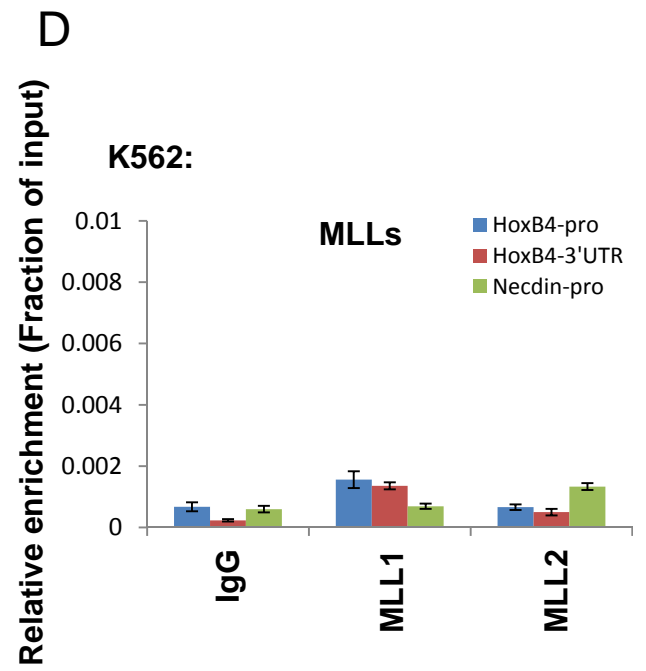 D
Relative enrichment (Fraction of input)
K562:
MLLs
HoxB4-pro
HoxB4-3'UTR
Necdin-pro
0.01
0.008
0.006
0.004
0.002
0
IgG
MLL1
MLL2